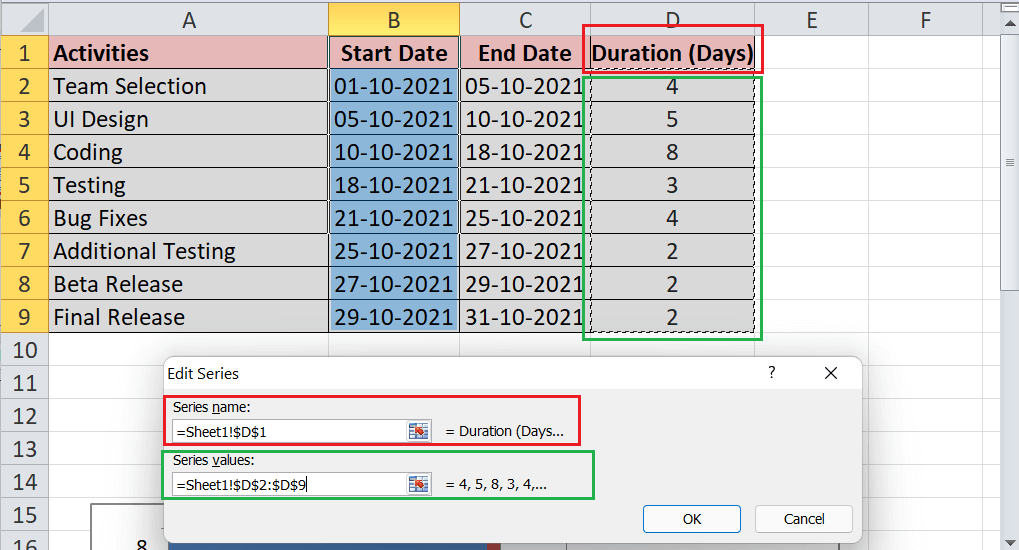 A B C D E F
1 Activities Start Date End Date Duration (Days)
2 Team Selection 01-10-2021 05-10-2021 4
3 UI Design 05-10-2021 10-10-2021 5
4 Coding 10-10-2021 18-10-2021 8
5 Testing 18-10-2021 21-10-2021 3
6 Bug Fixes 21-10-2021 25-10-2021 4
7 Additional Testing 25-10-2021 27-10-2021 2
8 Beta Release 27-10-2021 29-10-2021 2
9 Final Release 29-10-2021 31-10-2021 2
10
11 Edit Series ?
12 Series name:
=Sheet1!$D$1 = Duration (Days...
13 Series values:
14 =Sheet1!$D$2:$D$9 = 4, 5, 8, 3, 4,...
15 OK Cancel
16 8